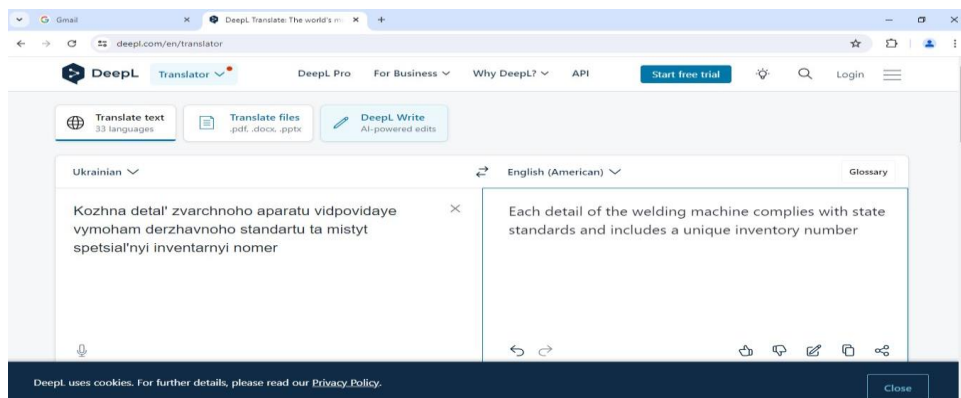 Gmail
DeepL Translate: The world's m
deepl.com/en/translator
DeepL Translator DeepL Pro For Business Why DeepL? API Start free trial Login
Translate text Translate files DeepL Write
33 languages .pdf, .docx, .pptx AI-powered edits
Ukrainian English (American) Glossary
Kozhna detal' zvarchnoho aparatu vidpovidaye
vymoham derzhavnoho standartu ta mistyt
spetsial'nyi inventarnyi nomer
Each detail of the welding machine complies with state
standards and includes a unique inventory number
DeepL uses cookies. For further details, please read our Privacy Policy.
Close